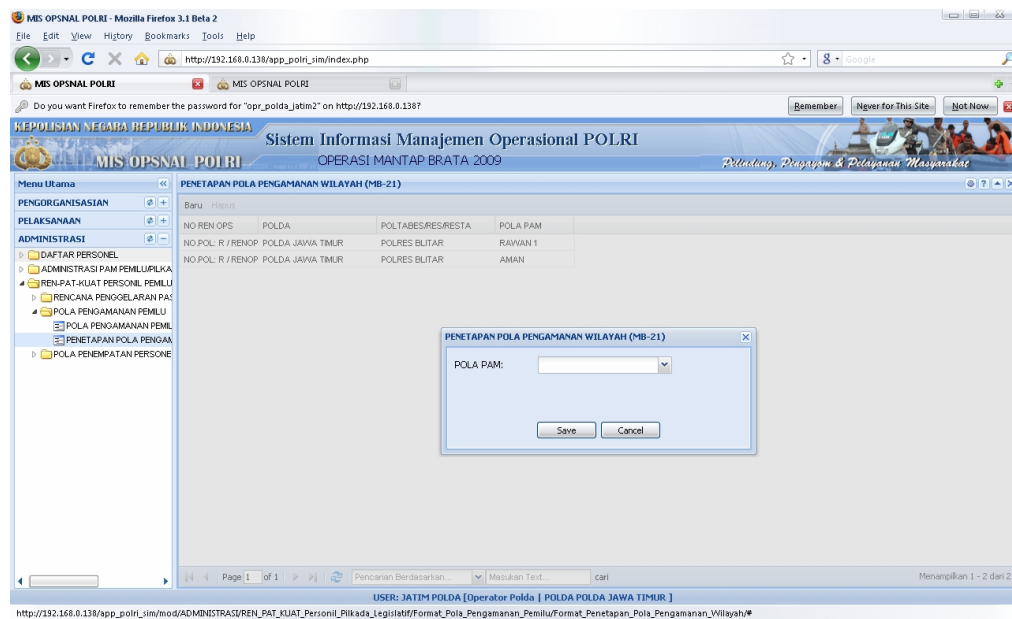 MIS OPSNAL POLRI - Mozilla Firefox 3.1 Beta 2
File Edit View History Bookmarks Tools Help
http://192.168.0.138/app_polri_sim/index.php
Google
MIS OPSNAL POLRI
MIS OPSNAL POLRI
Do you want Firefox to remember the password for "opr_polda_jatim2" on http://192.168.0.138?
Remember Never for This Site Not Now
KEPOLISIAN NEGARA REPUBLIK INDONESIA
Sistem Informasi Manajemen Operasional POLRI
MIS OPSNAL POLRI
OPERASI MANTAP BRATA 2009
Pelindung, Pengayom & Pelayanan Masyarakat
Menu Utama
PENETAPAN POLA PENGAMANAN WILAYAH (MB-21)
PENGORGANISASIAN
Baru Hapus
PELAKSANAAN
NO REN OPS POLDA POLTABES/RES/RESTA POLA PAM
ADMINISTRASI
NO.POL: R / RENOP POLDA JAWA TIMUR POLRES BLITAR RAWAN 1
DAFTAR PERSONEL
NO.POL: R / RENOP POLDA JAWA TIMUR POLRES BLITAR AMAN
ADMINISTRASI PAM PEMILU/PILKA
REN-PAT-KUAT PERSONIL PEMILU
RENCANA PENGGELARAN PAS
POLA PENGAMANAN PEMILU
POLA PENGAMANAN PEMIL
PENETAPAN POLA PENGAM
POLA PENEMPATAN PERSONE
PENETAPAN POLA PENGAMANAN WILAYAH (MB-21)
POLA PAM:
Save Cancel
Page 1 of 1 Pencarian Berdasarkan... Masukan Text... cari Menampilkan 1 - 2 dari 2
USER: JATIM POLDA [Operator Polda | POLDA POLDA JAWA TIMUR ]
http://192.168.0.138/app_polri_sim/mod/ADMINISTRASI/REN_PAT_KUAT_Personil_Pilkada_Legislatif/Format_Pola_Pengamanan_Pemilu/Format_Penetapan_Pola_Pengamanan_Wilayah/#